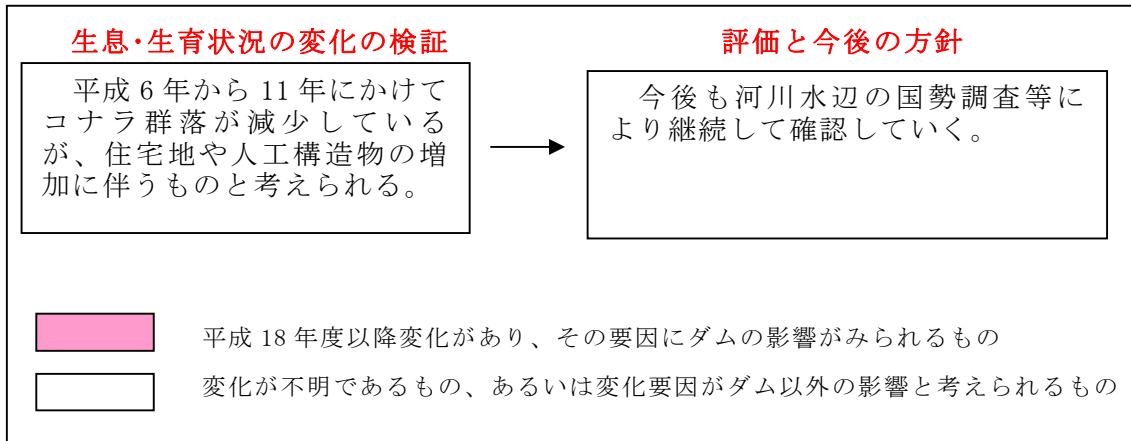 生息・生育状況の変化の検証
平成 6 年から 11 年にかけて
コナラ群落が減少している
が、住宅地や人工構造物の増
加に伴うものと考えられる。
評価と今後の方針
今後も河川水辺の国勢調査等に
より継続して確認していく。
平成 18 年度以降変化があり、その要因にダムの影響がみられるもの
変化が不明であるもの、あるいは変化要因がダム以外の影響と考えられるもの